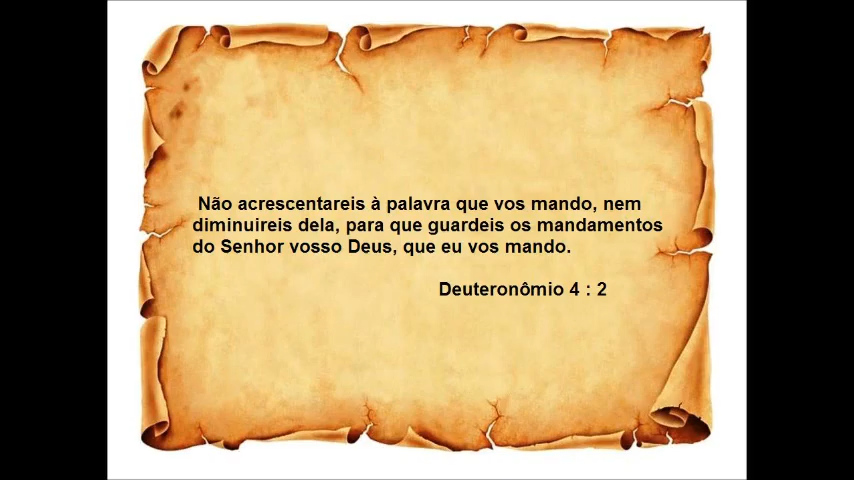 Não acrescentareis à palavra que vos mando, nem
diminuireis dela, para que guardeis os mandamentos
do Senhor vosso Deus, que eu vos mando.
Deuteronômio 4 : 2